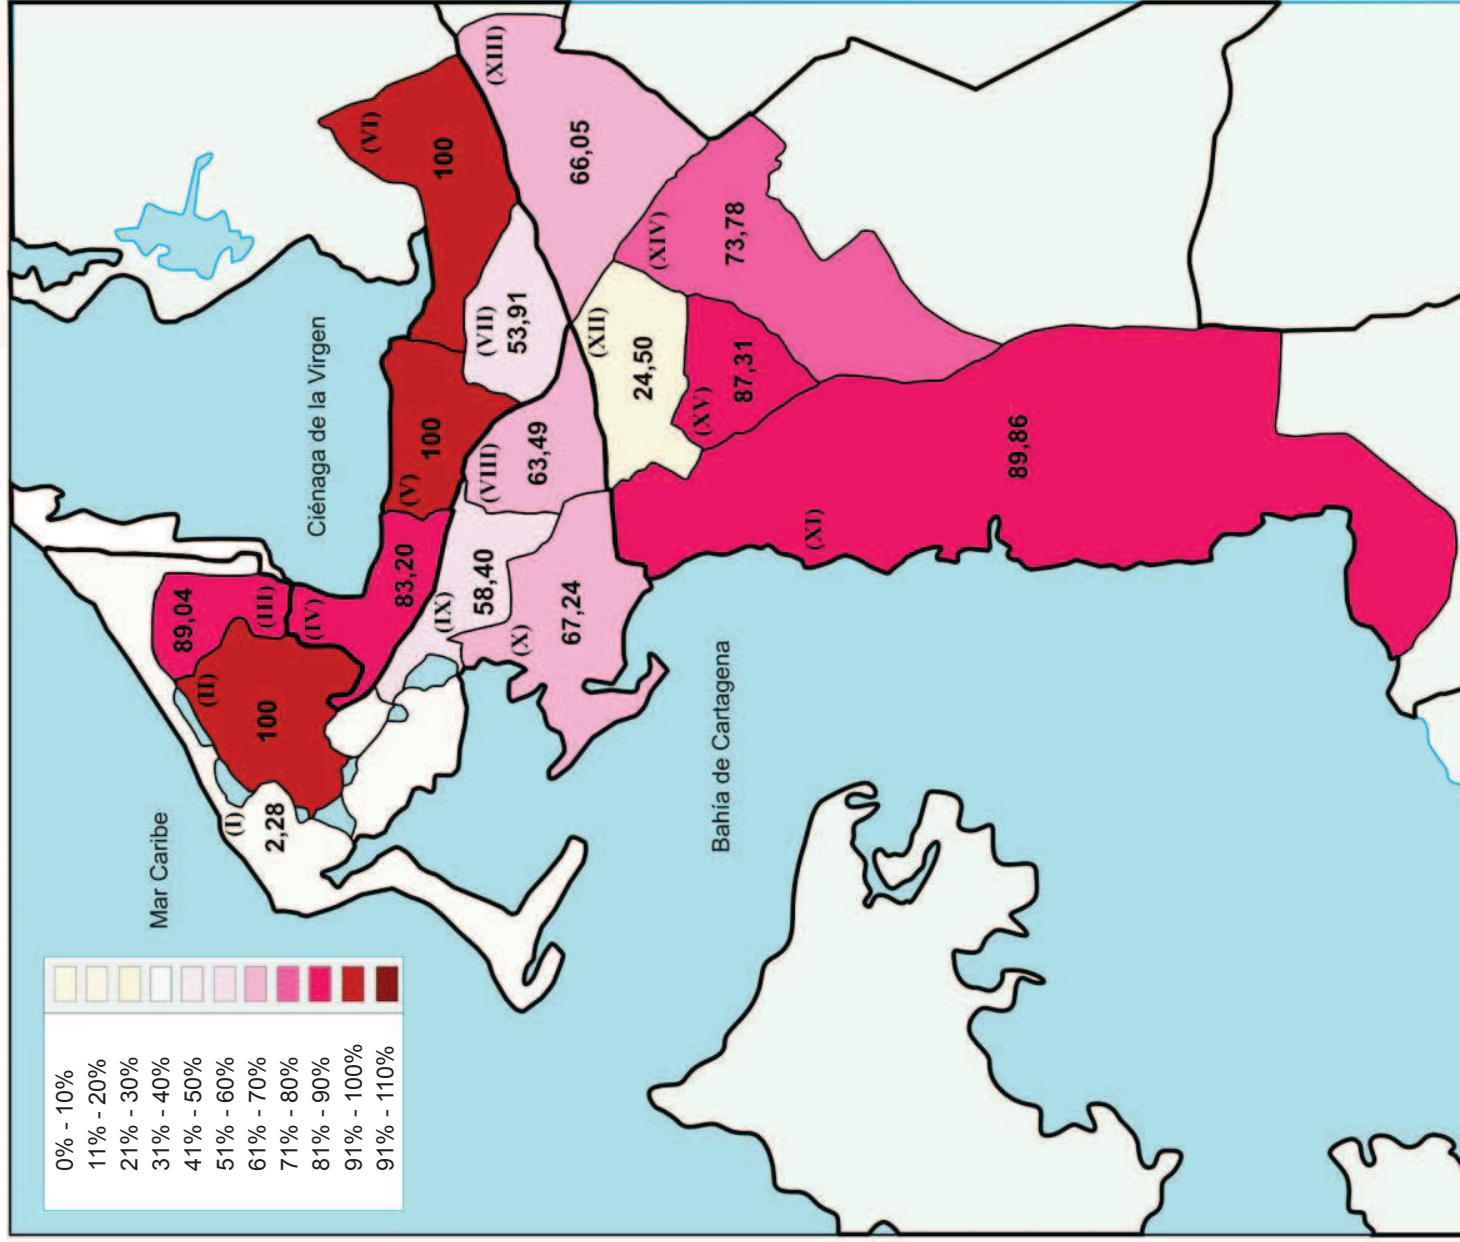 0% - 10%
11% - 20%
21% - 30%
31% - 40%
41% - 50%
51% - 60%
61% - 70%
71% - 80%
81% - 90%
91% - 100%
91% - 110%
Mar Caribe
Ciénaga de la Virgen
Bahía de Cartagena
(I)
2,28
(II)
100
(III)
89,04
(IV)
83,20
(V)
100
(VI)
100
(VII)
53,91
(VIII)
63,49
(IX)
58,40
(X)
67,24
(XI)
89,86
(XII)
24,50
(XIII)
66,05
(XIV)
73,78
(XV)
87,31